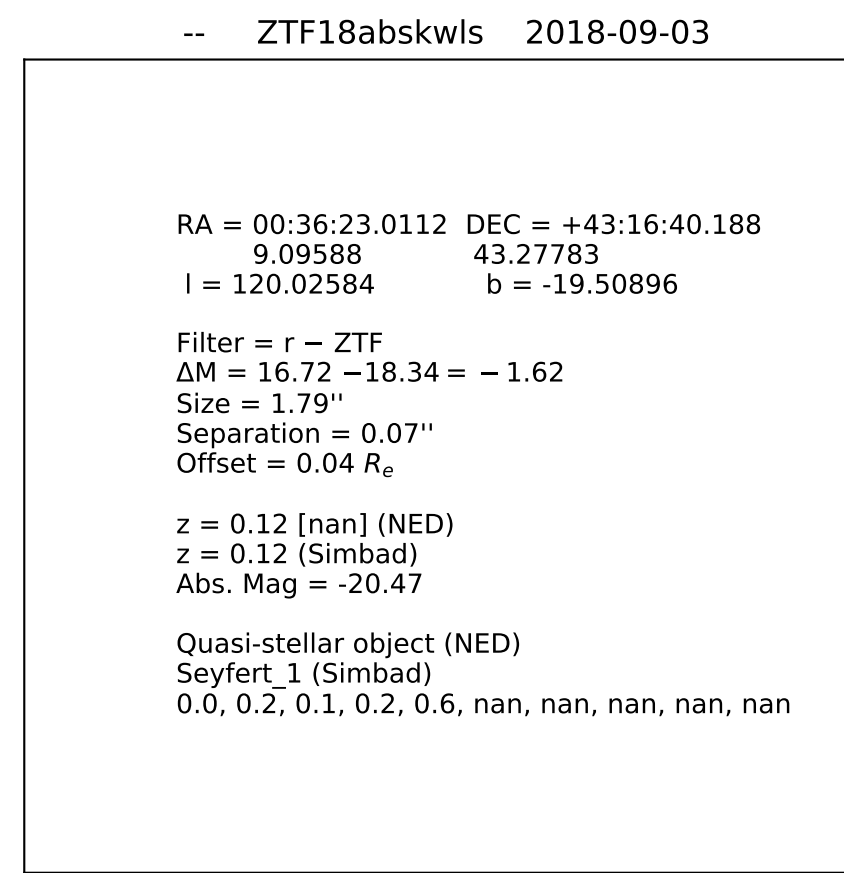 -- ZTF18abskwls 2018-09-03
RA = 00:36:23.0112 DEC = +43:16:40.188
9.09588 43.27783
l = 120.02584 b = -19.50896
Filter = r − ZTF
ΔM = 16.72 −18.34 = − 1.62
Size = 1.79''
Separation = 0.07''
Offset = 0.04 Re
z = 0.12 [nan] (NED)
z = 0.12 (Simbad)
Abs. Mag = -20.47
Quasi-stellar object (NED)
Seyfert_1 (Simbad)
0.0, 0.2, 0.1, 0.2, 0.6, nan, nan, nan, nan, nan